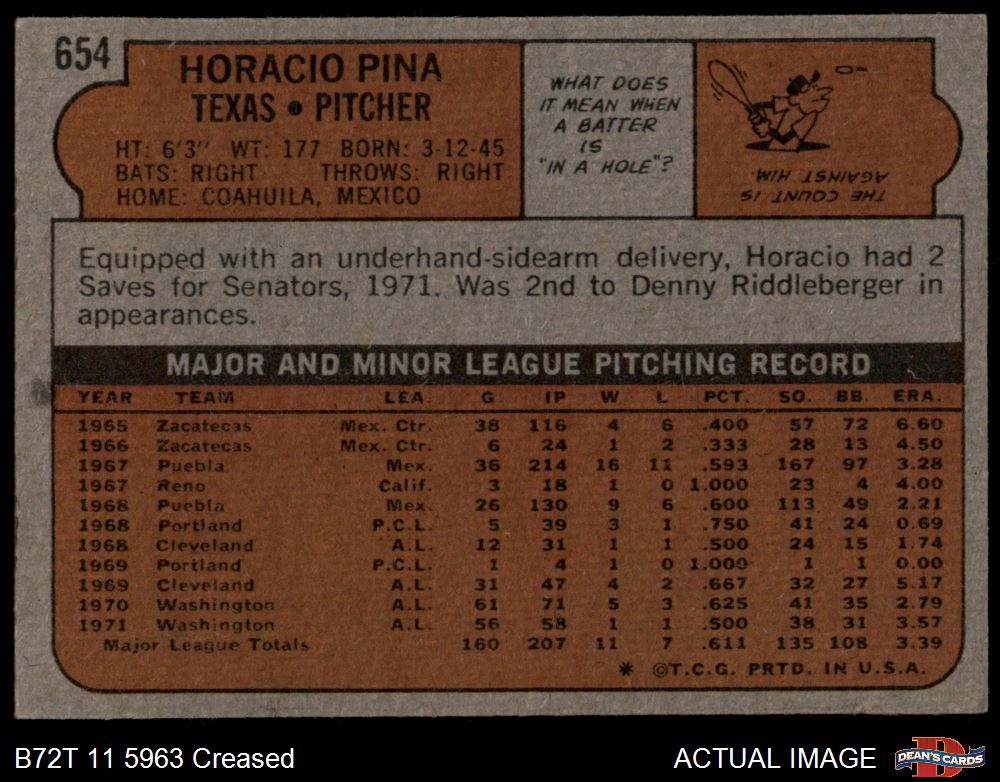 654
HORACIO PINA
TEXAS • PITCHER
HT: 6'3" WT: 177 BORN: 3-12-45
BATS: RIGHT THROWS: RIGHT
HOME: COAHUILA, MEXICO
WHAT DOES
IT MEAN WHEN
A BATTER
IS
"IN A HOLE"?
THE COUNT IS
AGAINST HIM.
Equipped with an underhand-sidearm delivery, Horacio had 2
Saves for Senators, 1971. Was 2nd to Denny Riddleberger in
appearances.
MAJOR AND MINOR LEAGUE PITCHING RECORD
YEAR TEAM LEA. G IP W L PCT. SO. BB. ERA.
1965 Zacatecas Mex. Ctr. 38 116 4 6 .400 57 72 6.60
1966 Zacatecas Mex. Ctr. 6 24 1 2 .333 28 13 4.50
1967 Puebla Mex. 36 214 16 11 .593 167 97 3.28
1967 Reno Calif. 3 18 1 0 1.000 23 4 4.00
1968 Puebla Mex. 26 130 9 6 .600 113 49 2.21
1968 Portland P.C.L. 5 39 3 1 .750 41 24 0.69
1968 Cleveland A.L. 12 31 1 1 .500 24 15 1.74
1969 Portland P.C.L. 1 4 1 0 1.000 1 1 0.00
1969 Cleveland A.L. 31 47 4 2 .667 32 27 5.17
1970 Washington A.L. 61 71 5 3 .625 41 35 2.79
1971 Washington A.L. 56 58 1 1 .500 38 31 3.57
Major League Totals 160 207 11 7 .611 135 108 3.39
* ©T.C.G. PRTD. IN U.S.A.
B72T 11 5963 Creased
ACTUAL IMAGE
DEAN'S CARDS